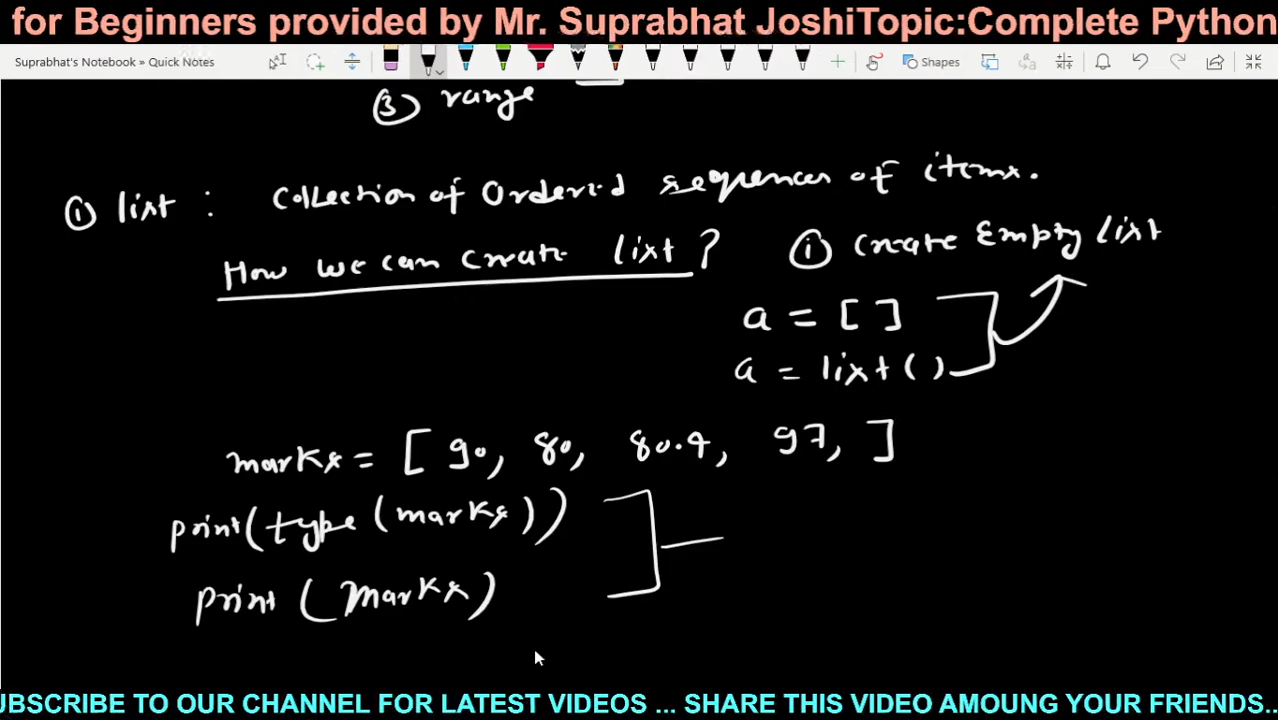 for Beginners provided by Mr. Suprabhat JoshiTopic:Complete Python
Suprabhat's Notebook » Quick Notes
Shapes
③ range
① list : Collection of Ordered sequences of items.
How we can create list ?
① Create Empty list
a = [ ]
a = list ( )
marks = [ 90, 80, 80.9, 97, ]
print(type (marks))
print (marks)
UBSCRIBE TO OUR CHANNEL FOR LATEST VIDEOS ... SHARE THIS VIDEO AMOUNG YOUR FRIENDS..